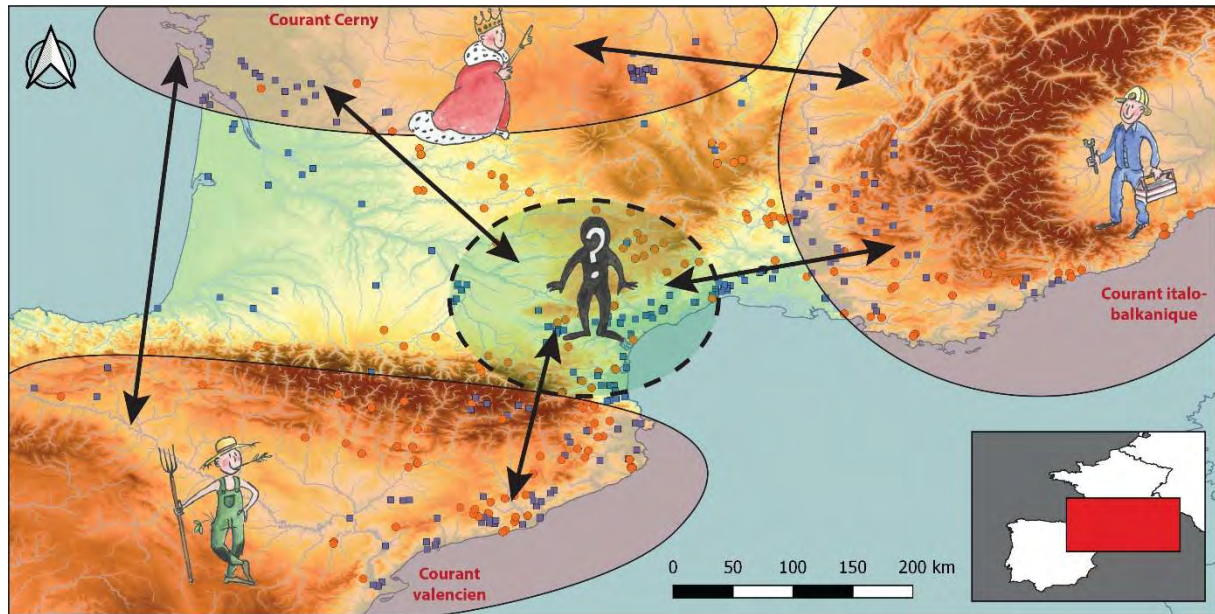 Courant Cerny
?
Courant italo-
balkanique
Courant
valencien
0 50 100 150 200 km